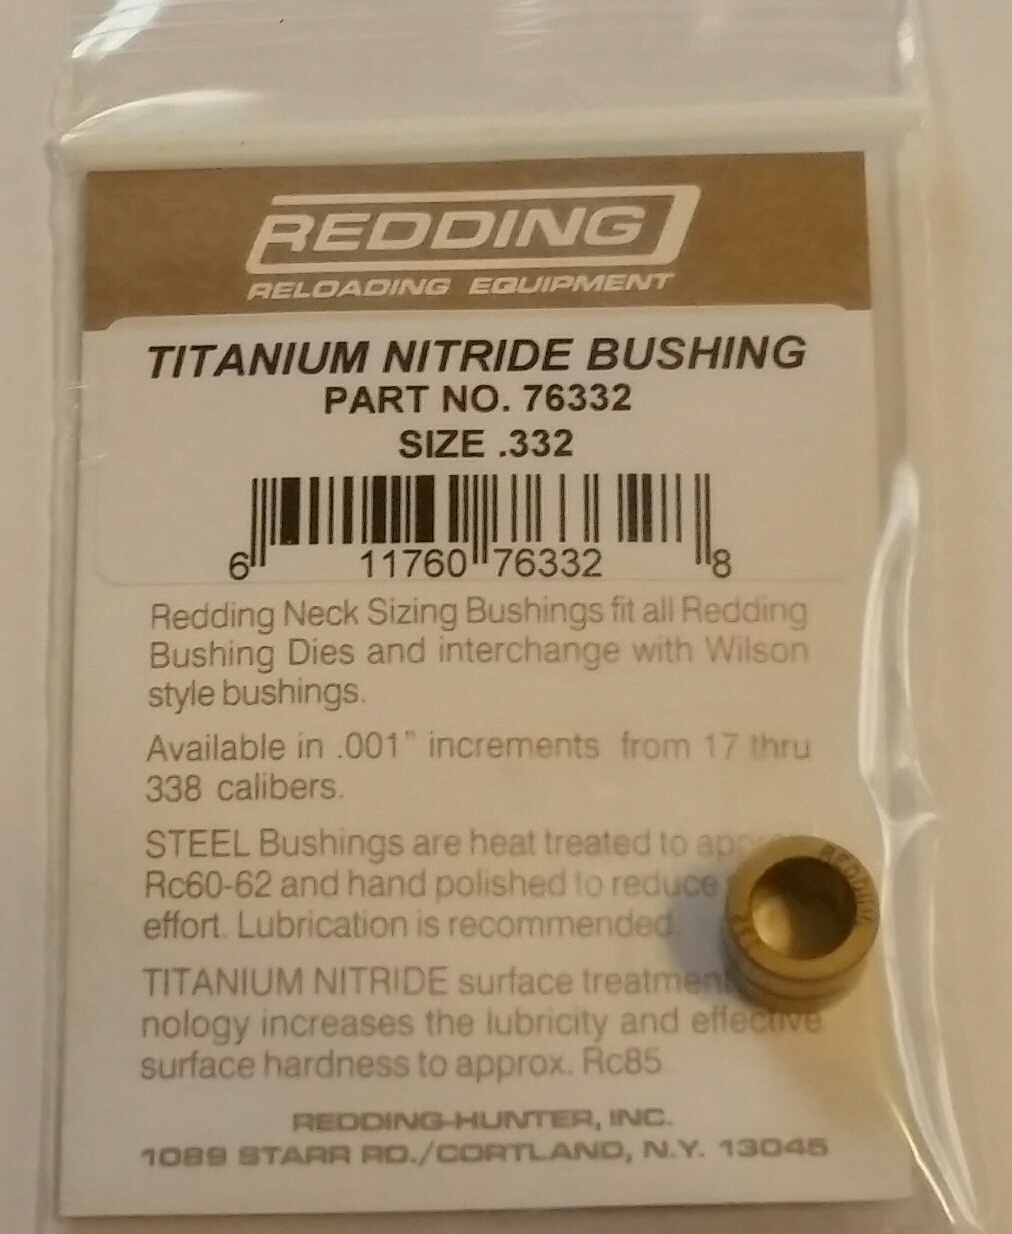 REDDING
RELOADING EQUIPMENT
TITANIUM NITRIDE BUSHING
PART NO. 76332
SIZE .332
6 11760 76332 8
Redding Neck Sizing Bushings fit all Redding
Bushing Dies and interchange with Wilson
style bushings.
Available in .001" increments from 17 thru
338 calibers.
STEEL Bushings are heat treated to
Rc60-62 and hand polished to reduce
effort. Lubrication is recommended.
TITANIUM NITRIDE surface treatment
nology increases the lubricity and effective
surface hardness to approx. Rc85.
REDDING-HUNTER, INC.
1089 STARR RD./CORTLAND, N.Y. 13045
REDDING